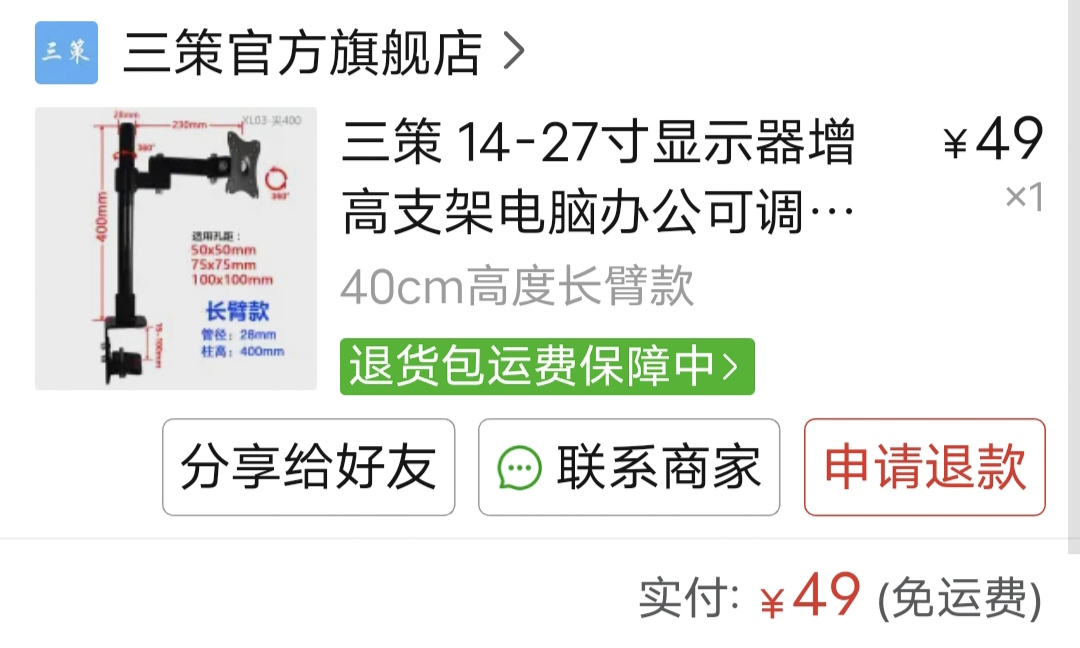 三策
三策官方旗舰店 >
28mm
230mm
XL03-夹400
360°
360°
400mm
适用孔距：
50x50mm
75x75mm
100x100mm
长臂款
管径：28mm
柱高：400mm
三策 14-27寸显示器增
高支架电脑办公可调…
¥49
×1
40cm高度长臂款
退货包运费保障中>
分享给好友
联系商家
申请退款
实付: ¥49 (免运费)